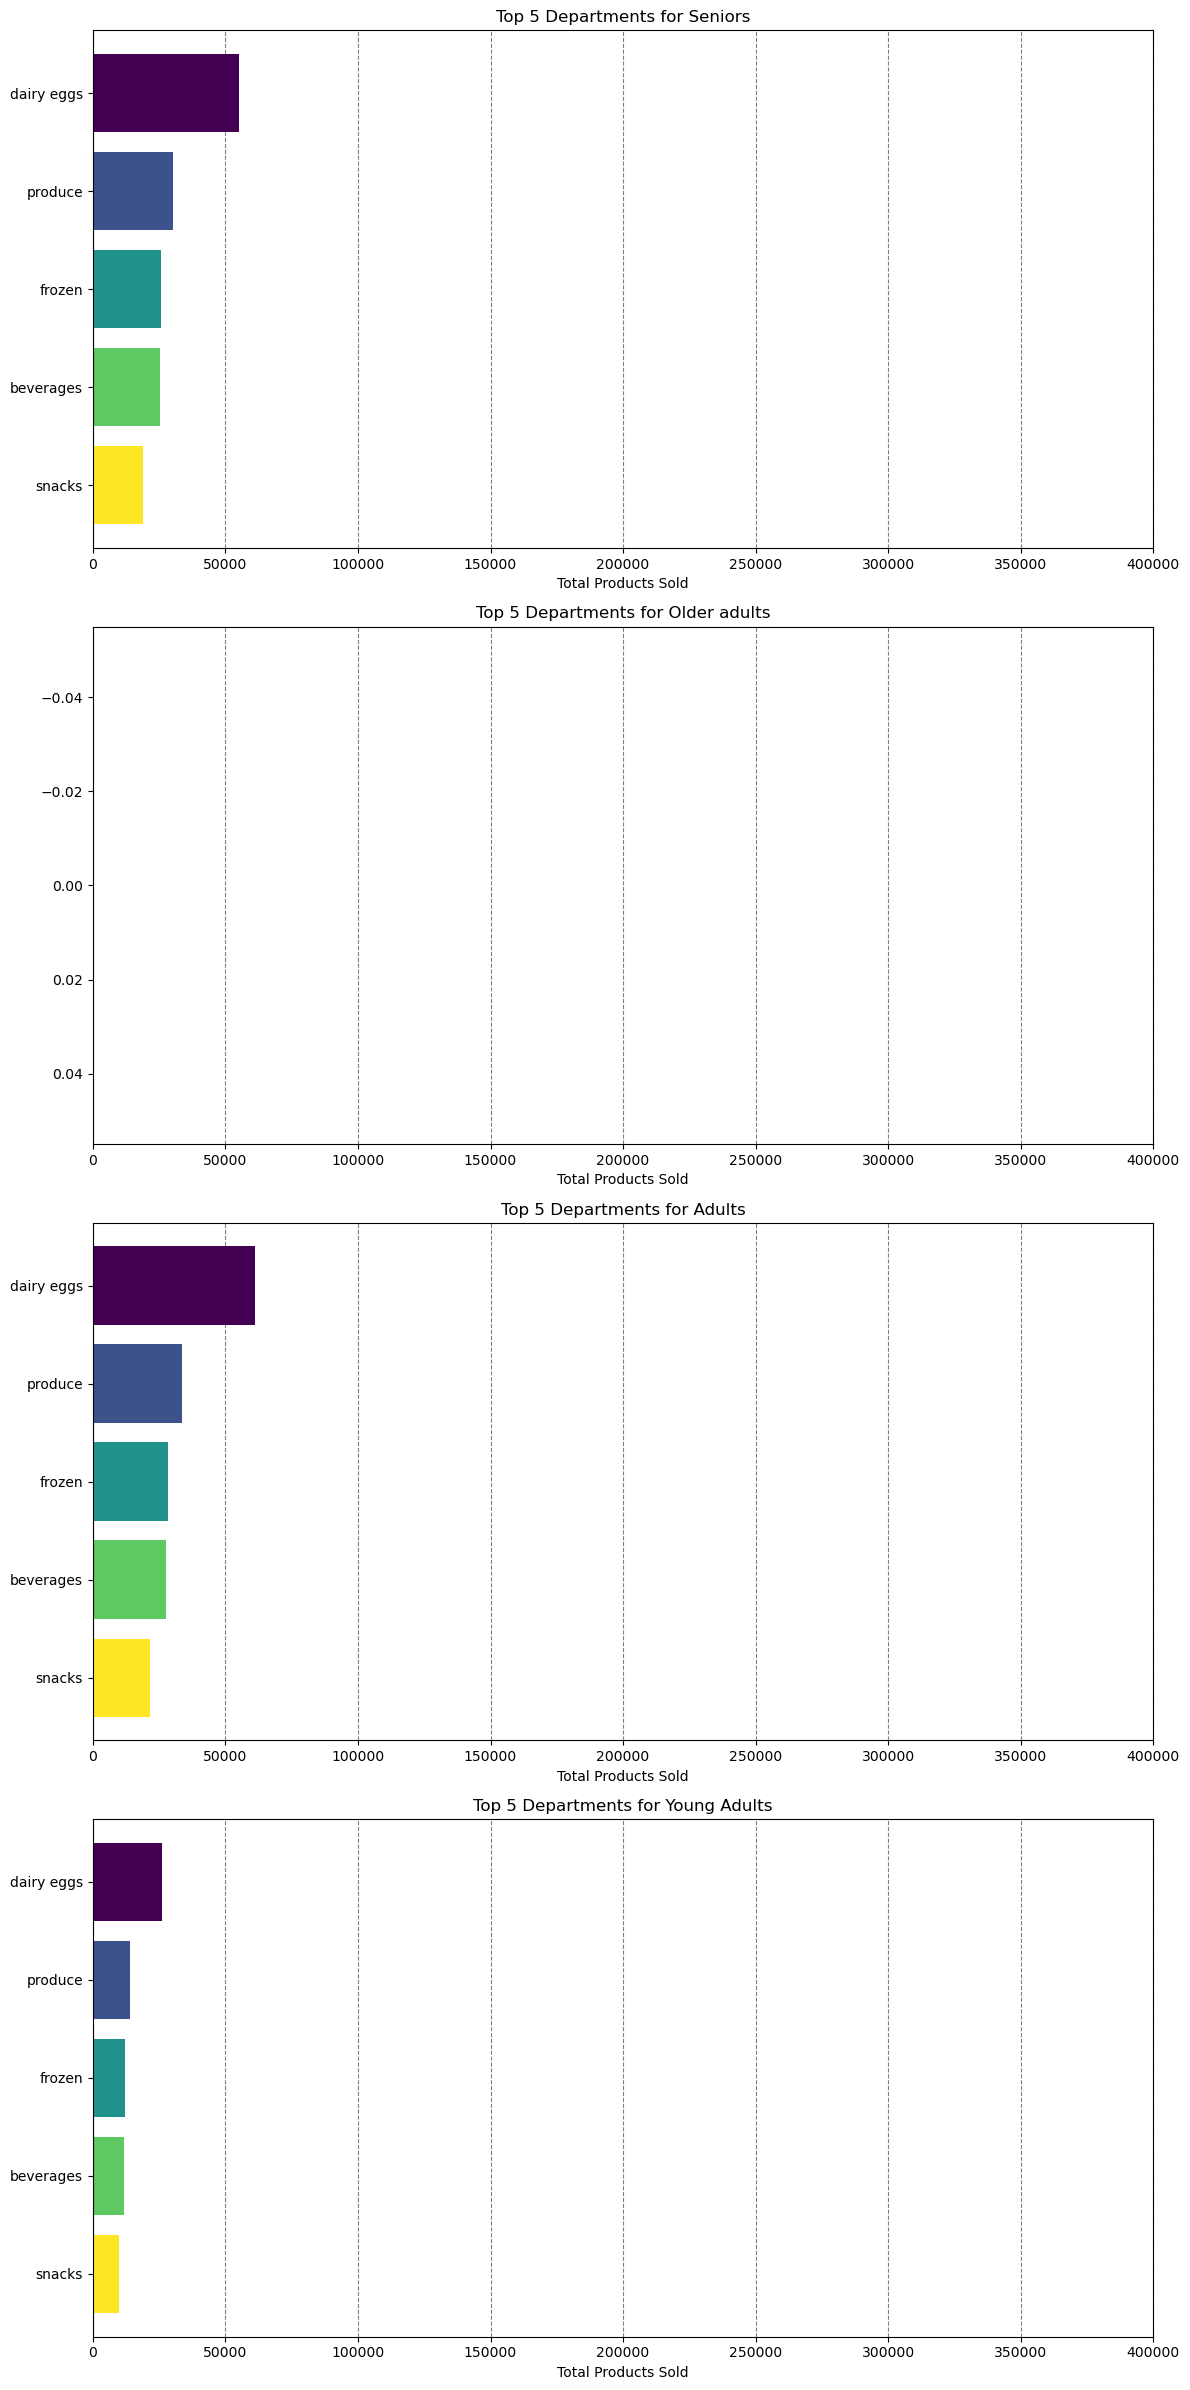 Top 5 Departments for Seniors
dairy eggs
produce
frozen
beverages
snacks
0 50000 100000 150000 200000 250000 300000 350000 400000
Total Products Sold
Top 5 Departments for Older adults
−0.04
−0.02
0.00
0.02
0.04
0 50000 100000 150000 200000 250000 300000 350000 400000
Total Products Sold
Top 5 Departments for Adults
dairy eggs
produce
frozen
beverages
snacks
0 50000 100000 150000 200000 250000 300000 350000 400000
Total Products Sold
Top 5 Departments for Young Adults
dairy eggs
produce
frozen
beverages
snacks
0 50000 100000 150000 200000 250000 300000 350000 400000
Total Products Sold